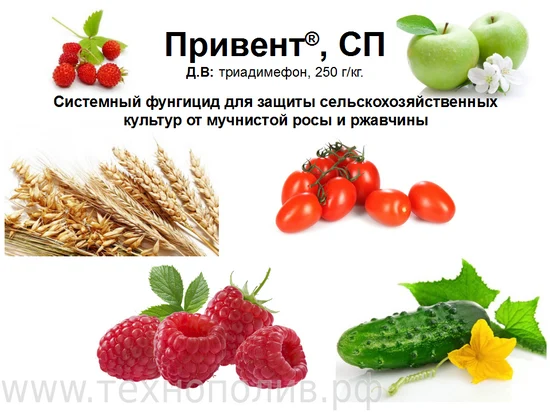 Привент®, СП
Д.В: триадимефон, 250 г/кг.
Системный фунгицид для защиты сельскохозяйственных
культур от мучнистой росы и ржавчины
www.технополив.рф